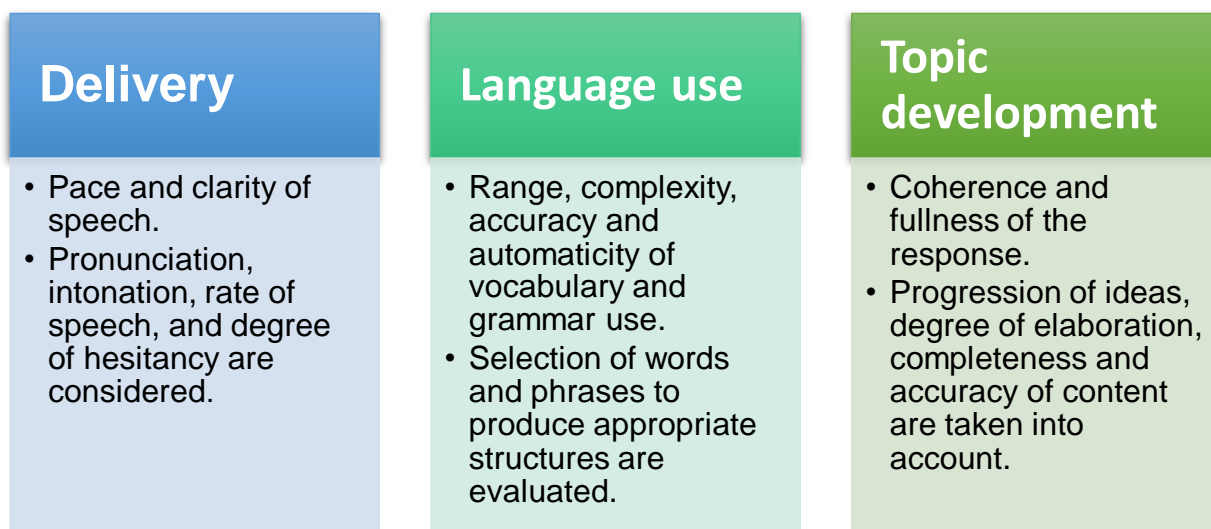 Delivery
• Pace and clarity of
speech.
• Pronunciation,
intonation, rate of
speech, and degree
of hesitancy are
considered.
Language use
• Range, complexity,
accuracy and
automaticity of
vocabulary and
grammar use.
• Selection of words
and phrases to
produce appropriate
structures are
evaluated.
Topic
development
• Coherence and
fullness of the
response.
• Progression of ideas,
degree of elaboration,
completeness and
accuracy of content
are taken into
account.